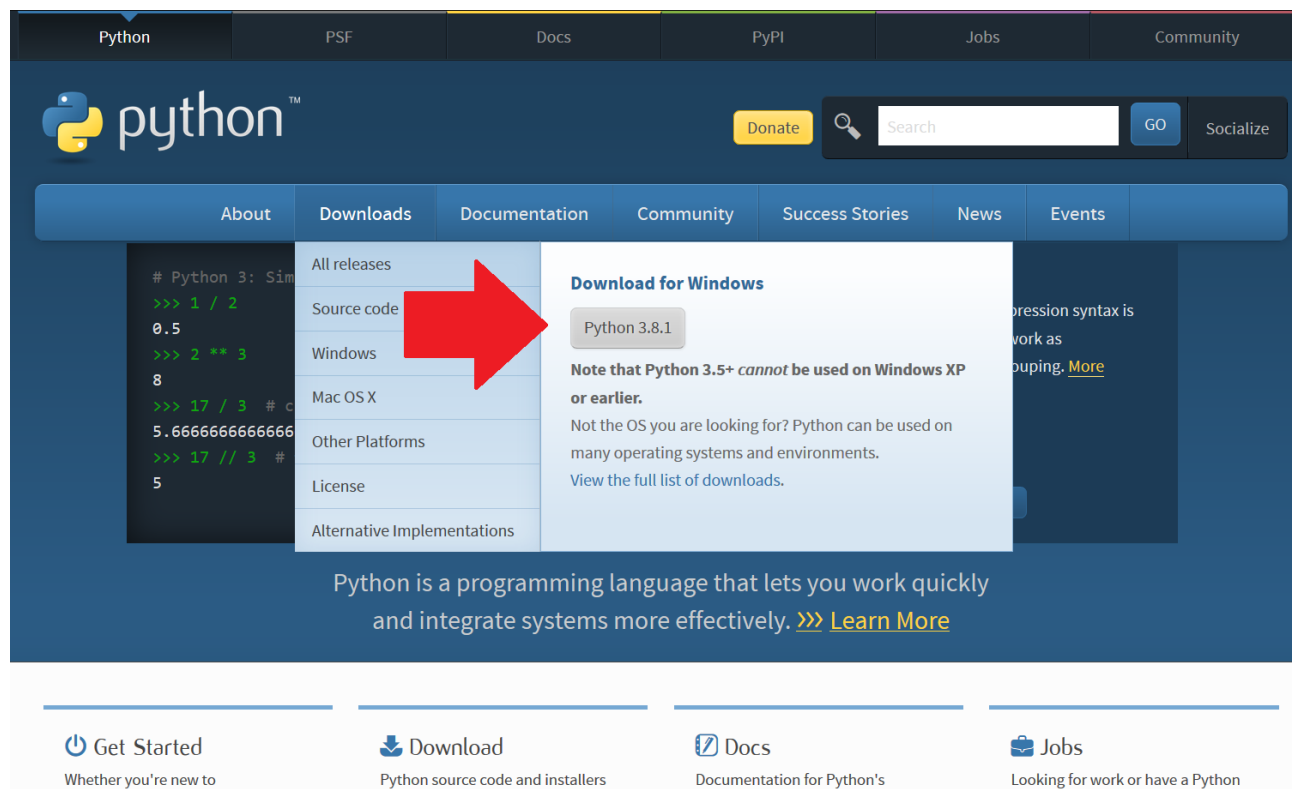 Python
PSF
Docs
PyPI
Jobs
Community
python™
Donate
Search
GO
Socialize
About
Downloads
Documentation
Community
Success Stories
News
Events
# Python 3: Sim
>>> 1 / 2
0.5
>>> 2 ** 3
8
>>> 17 / 3 # c
5.6666666666666
>>> 17 // 3 #
5
All releases
Source code
Windows
Mac OS X
Other Platforms
License
Alternative Implementations
Download for Windows
Python 3.8.1
Note that Python 3.5+ cannot be used on Windows XP
or earlier.
Not the OS you are looking for? Python can be used on
many operating systems and environments.
View the full list of downloads.
pression syntax is
work as
ouping. More
Python is a programming language that lets you work quickly
and integrate systems more effectively. >>> Learn More
Get Started
Whether you're new to
Download
Python source code and installers
Docs
Documentation for Python's
Jobs
Looking for work or have a Python